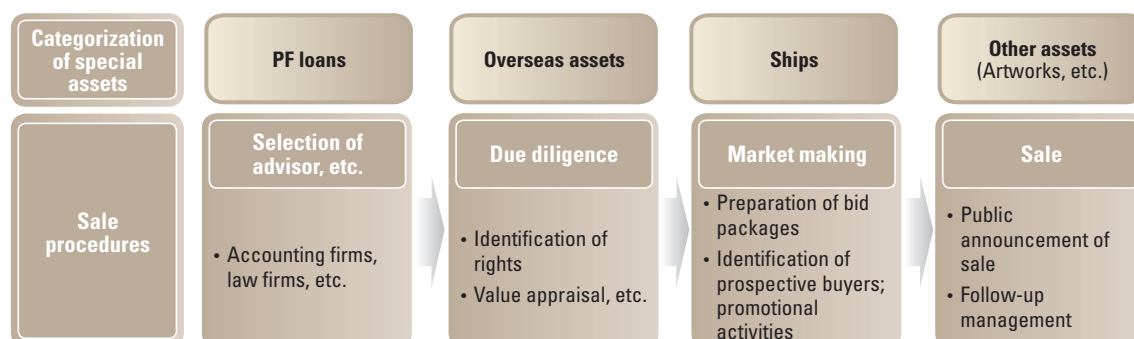 Categorization
of special
assets
PF loans
Overseas assets
Ships
Other assets
(Artworks, etc.)
Sale
procedures
Selection of
advisor, etc.
• Accounting firms,
law firms, etc.
Due diligence
• Identification of
rights
• Value appraisal, etc.
Market making
• Preparation of bid
packages
• Identification of
prospective buyers;
promotional
activities
Sale
• Public
announcement of
sale
• Follow-up
management